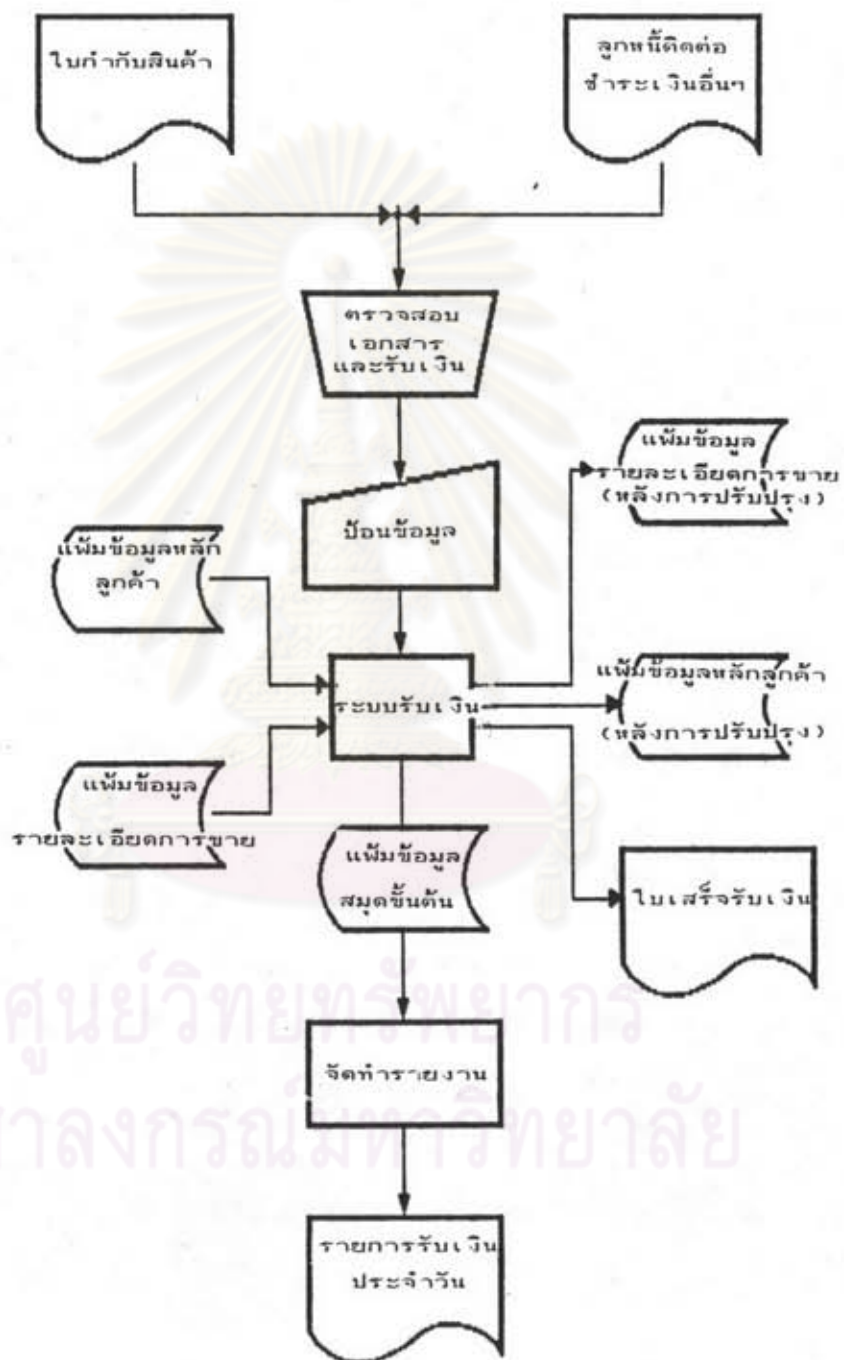 ใบกำกับสินค้า
ลูกหนี้ติดต่อ
ชำระเงินอื่นๆ
ตรวจสอบ
เอกสาร
และรับเงิน
แฟ้มข้อมูล
รายละเอียดการขาย
(หลังการปรับปรุง)
ป้อนข้อมูล
แฟ้มข้อมูลหลัก
ลูกค้า
ระบบรับเงิน
แฟ้มข้อมูลหลักลูกค้า
(หลังการปรับปรุง)
แฟ้มข้อมูล
รายละเอียดการขาย
แฟ้มข้อมูล
สมุดขั้นต้น
ใบเสร็จรับเงิน
ศูนย์วิทยทรัพยากร
จัดทำรายงาน
าลงกรณ์มหาวิทยาลัย
รายการรับเงิน
ประจำวัน